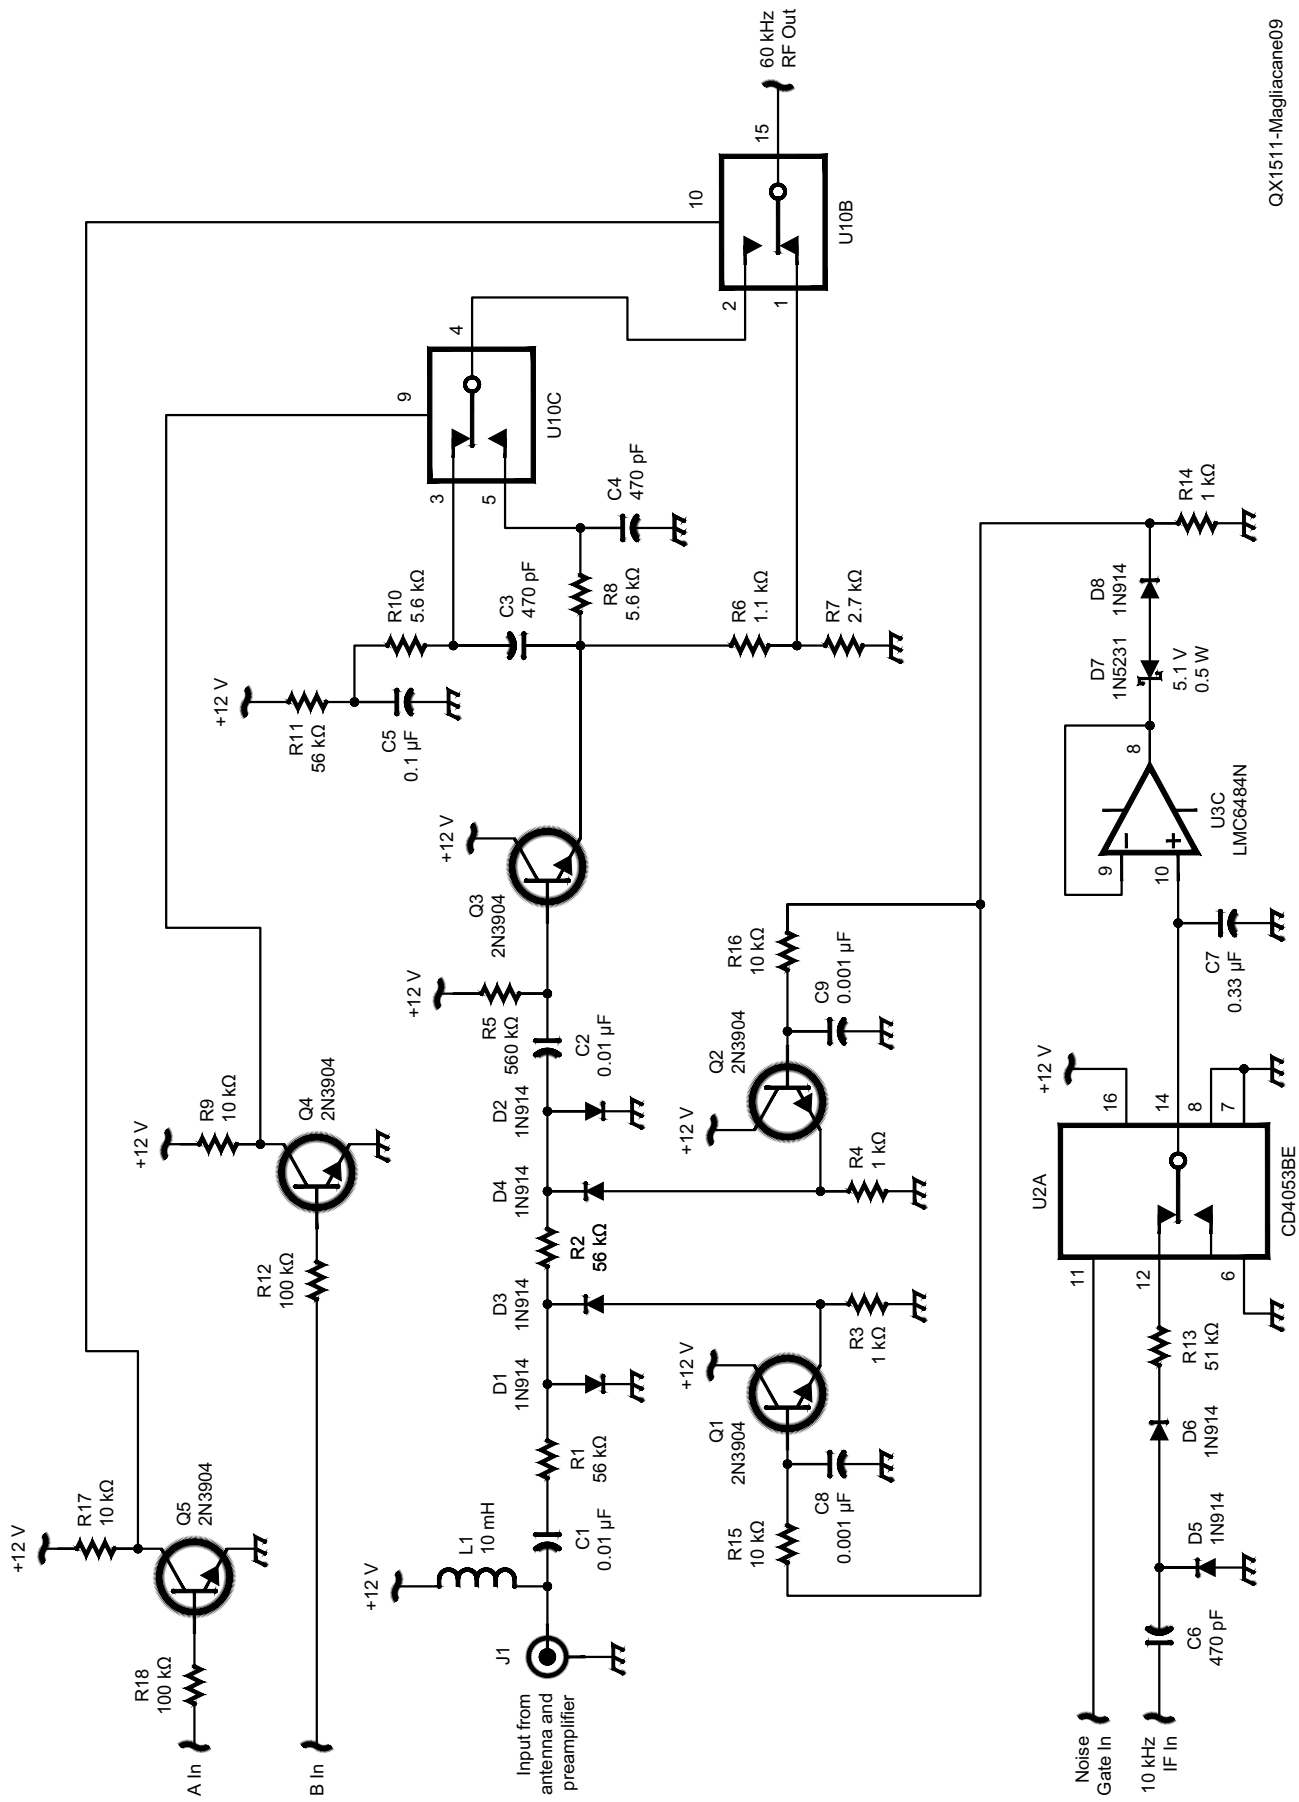 +12 V
R17
10 kΩ
Q5
2N3904
R18
100 kΩ
A In
B In
R12
100 kΩ
+12 V
R9
10 kΩ
Q4
2N3904
Input from
antenna and
preamplifier
J1
+12 V
L1
10 mH
C1
0.01 µF
R1
56 kΩ
D1
1N914
D3
1N914
R2
56 kΩ
D4
1N914
D2
1N914
C2
0.01 µF
+12 V
R5
560 kΩ
Q3
2N3904
+12 V
+12 V
R11
56 kΩ
C5
0.1 µF
R10
5.6 kΩ
C3
470 pF
R8
5.6 kΩ
C4
470 pF
R6
1.1 kΩ
R7
2.7 kΩ
3
5
9
4
U10C
2
1
10
15
U10B
60 kHz
RF Out
R15
10 kΩ
C8
0.001 µF
Q1
2N3904
+12 V
R3
1 kΩ
+12 V
R4
1 kΩ
Q2
2N3904
C9
0.001 µF
R16
10 kΩ
Noise
Gate In
10 kHz
IF In
C6
470 pF
D5
1N914
D6
1N914
R13
51 kΩ
11
12
6
U2A
CD4053BE
16
14
8
7
+12 V
C7
0.33 µF
9
10
8
U3C
LMC6484N
D7
1N5231
5.1 V
0.5 W
D8
1N914
R14
1 kΩ
QX1511-Magliacane09